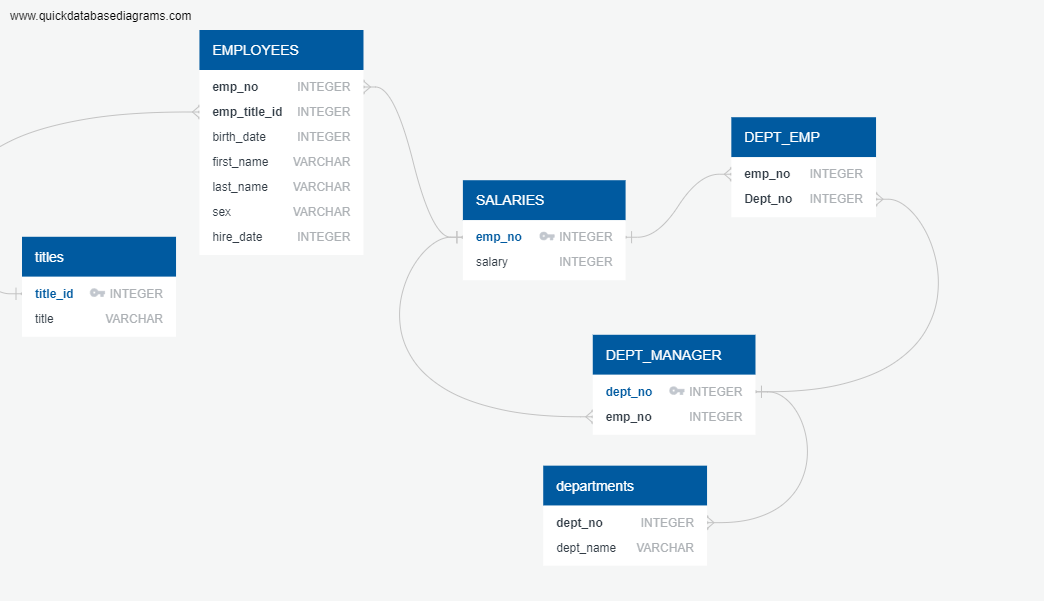 www.quickdatabasediagrams.com
EMPLOYEES
emp_no INTEGER
emp_title_id INTEGER
birth_date INTEGER
first_name VARCHAR
last_name VARCHAR
sex VARCHAR
hire_date INTEGER
titles
title_id INTEGER
title VARCHAR
SALARIES
emp_no INTEGER
salary INTEGER
DEPT_EMP
emp_no INTEGER
Dept_no INTEGER
DEPT_MANAGER
dept_no INTEGER
emp_no INTEGER
departments
dept_no INTEGER
dept_name VARCHAR